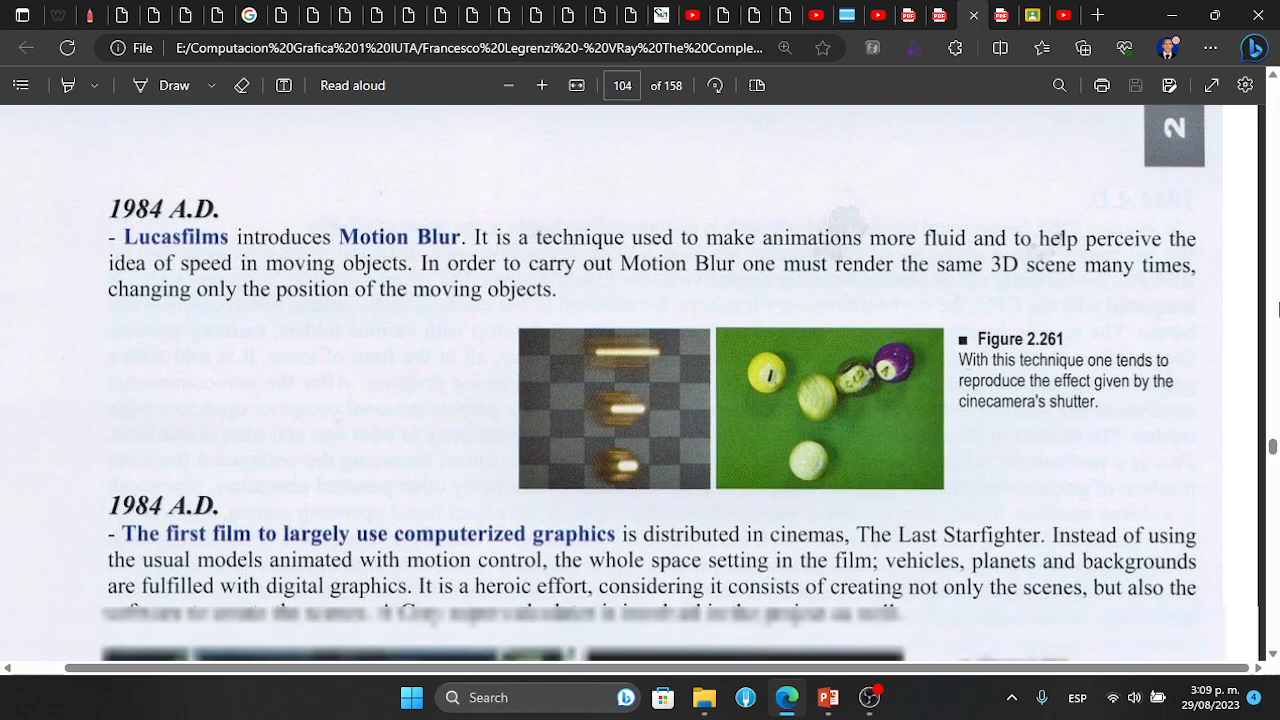 File
E:/Computacion%20Grafica%201%20IUTA/Francesco%20Legrenzi%20-%20VRay%20The%20Comple...
Draw
Read aloud
104
of 158
2
1984 A.D.
- Lucasfilms introduces Motion Blur. It is a technique used to make animations more fluid and to help perceive the
idea of speed in moving objects. In order to carry out Motion Blur one must render the same 3D scene many times,
changing only the position of the moving objects.
■ Figure 2.261
With this technique one tends to
reproduce the effect given by the
cinecamera's shutter.
1984 A.D.
- The first film to largely use computerized graphics is distributed in cinemas, The Last Starfighter. Instead of using
the usual models animated with motion control, the whole space setting in the film; vehicles, planets and backgrounds
are fulfilled with digital graphics. It is a heroic effort, considering it consists of creating not only the scenes, but also the
Search
ESP
3:09 p. m.
29/08/2023
4